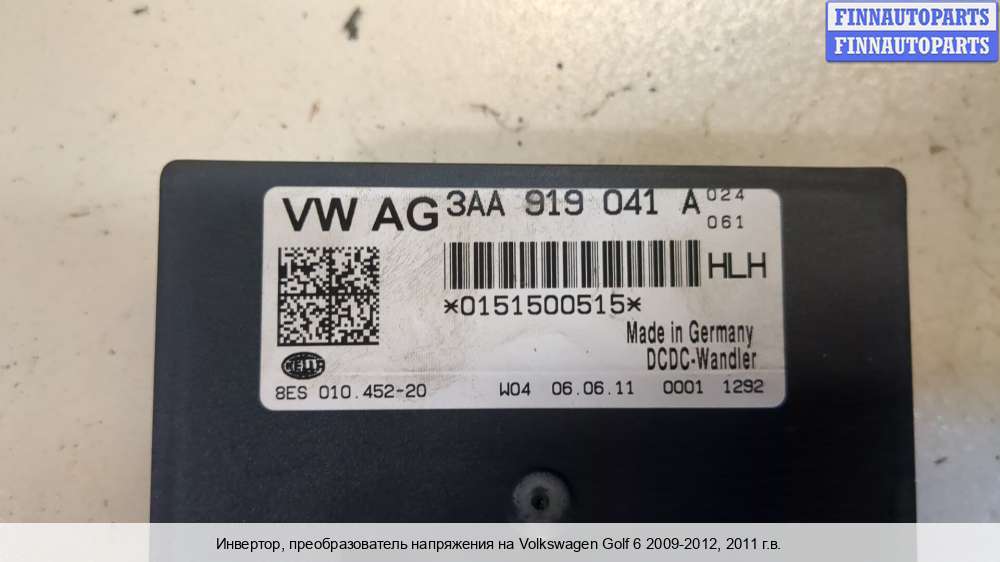 FINNAUTOPARTS
FINNAUTOPARTS
VW AG 3AA 919 041 A 024
061
HLH
*0151500515*
Made in Germany
DCDC-Wandler
HELLA
8ES 010.452-20 W04 06.06.11 0001 1292
Инвертор, преобразователь напряжения на Volkswagen Golf 6 2009-2012, 2011 г.в.